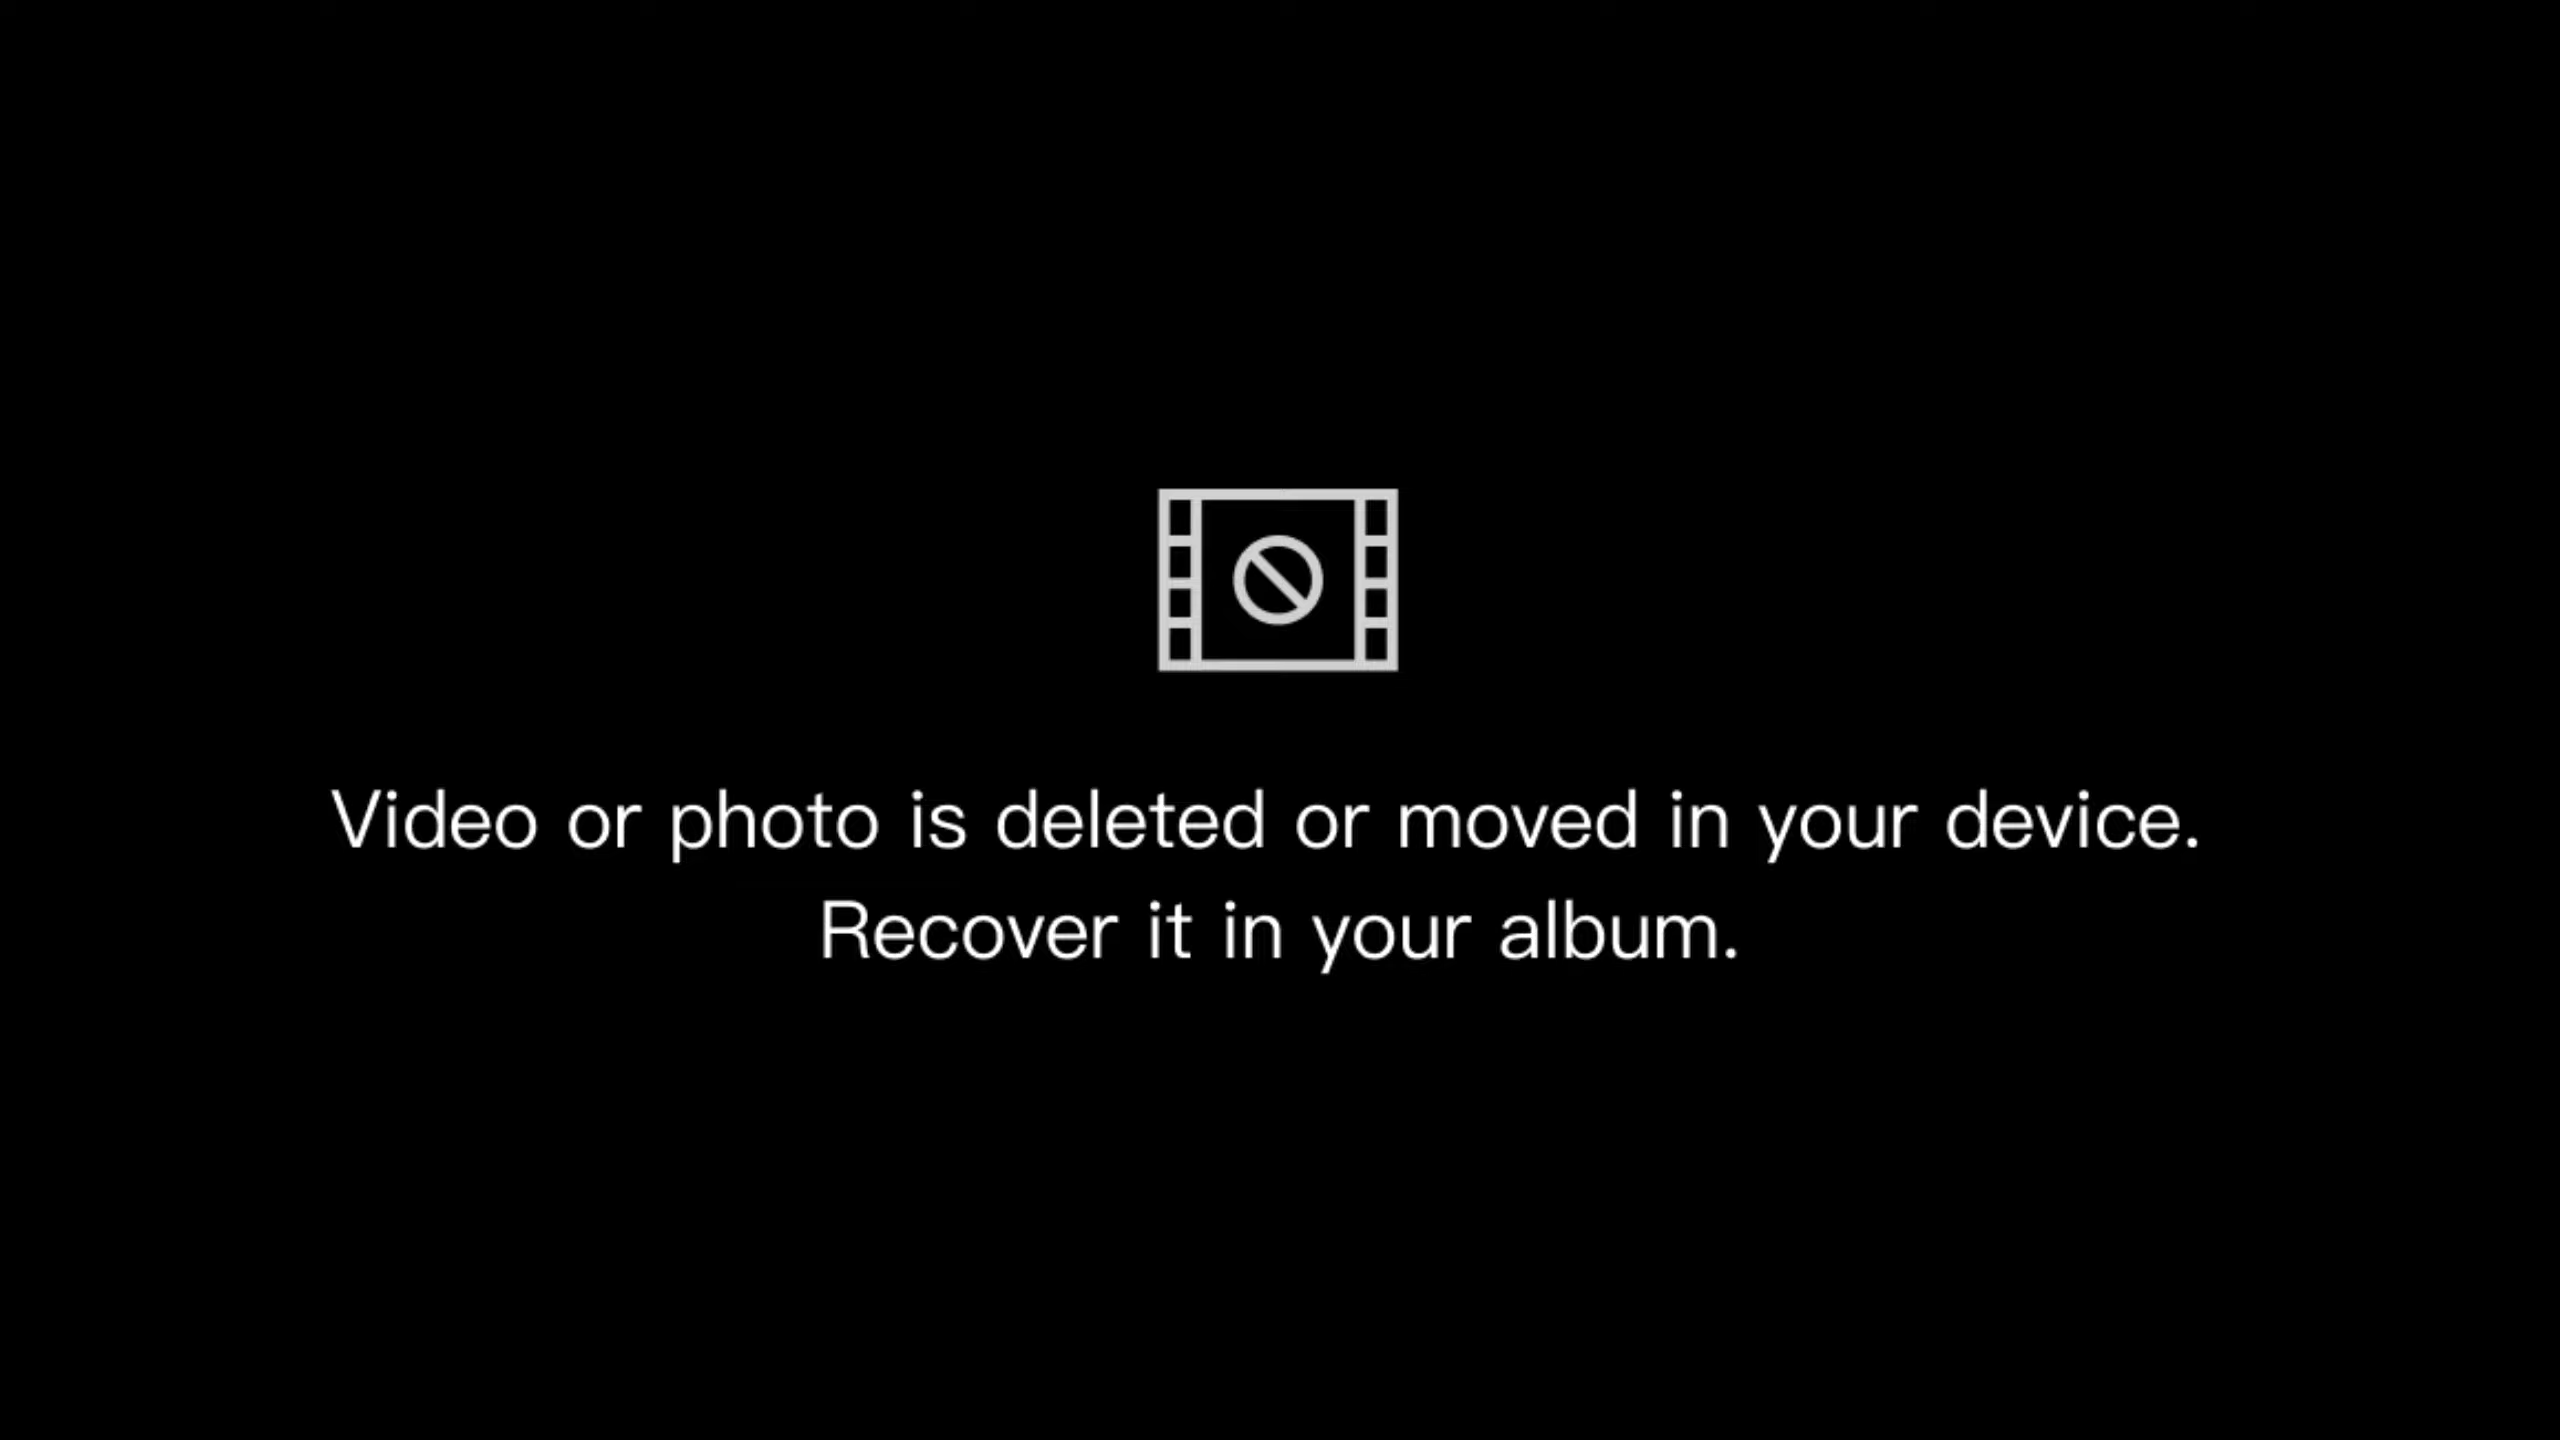 Video or photo is deleted or moved in your device.
Recover it in your album.